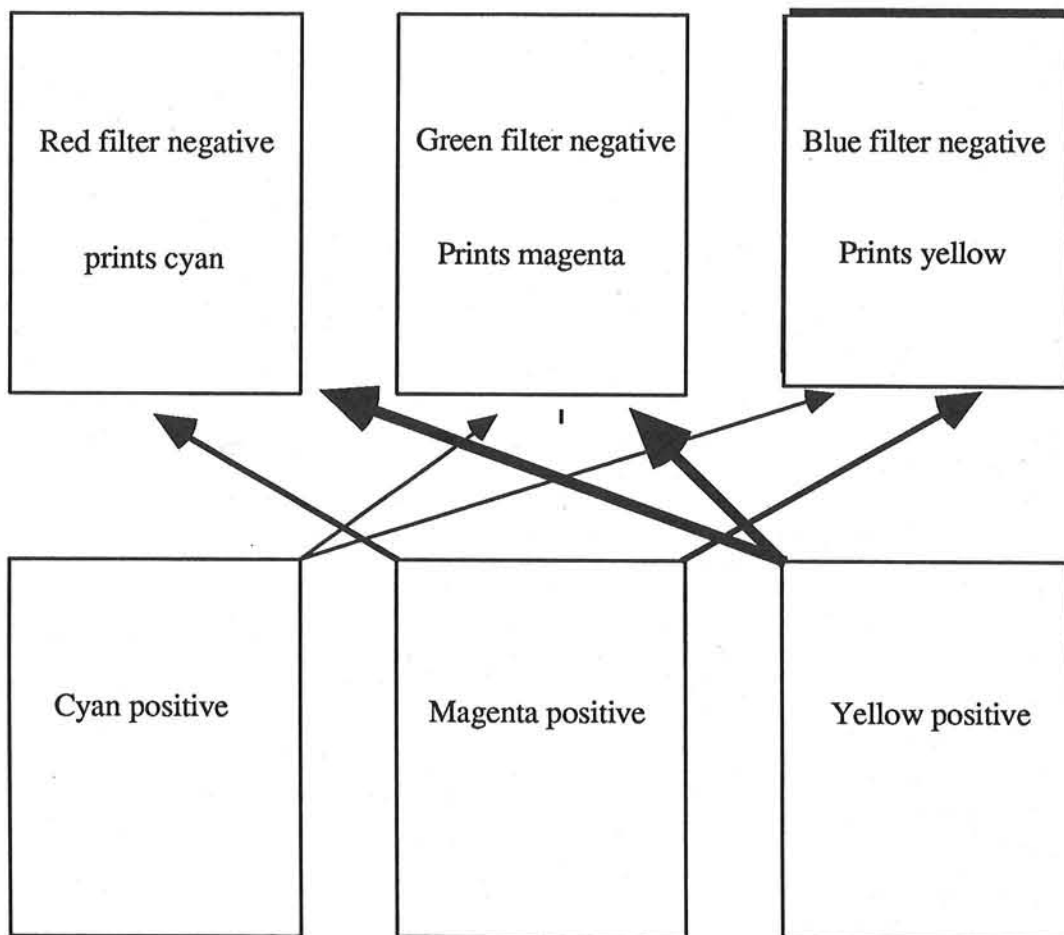 Red filter negative
prints cyan
Green filter negative
Prints magenta
Blue filter negative
Prints yellow
Cyan positive
Magenta positive
Yellow positive